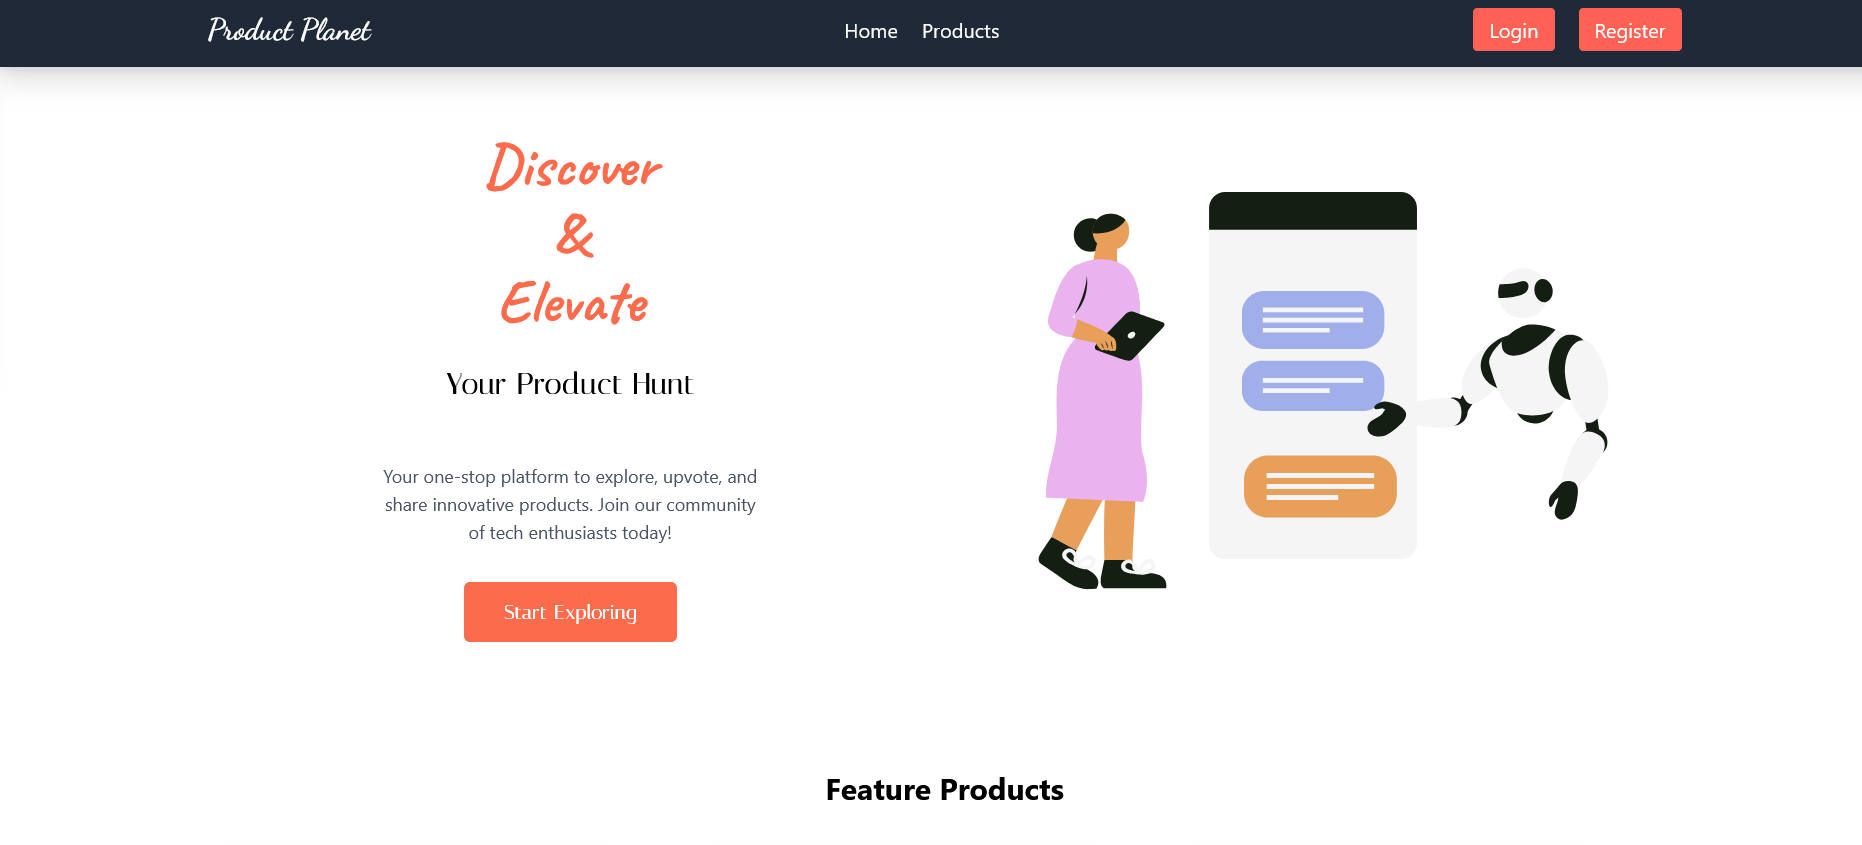 Product Planet
Home
Products
Login
Register
Discover
&
Elevate
Your Product Hunt
Your one-stop platform to explore, upvote, and
share innovative products. Join our community
of tech enthusiasts today!
Start Exploring
Feature Products